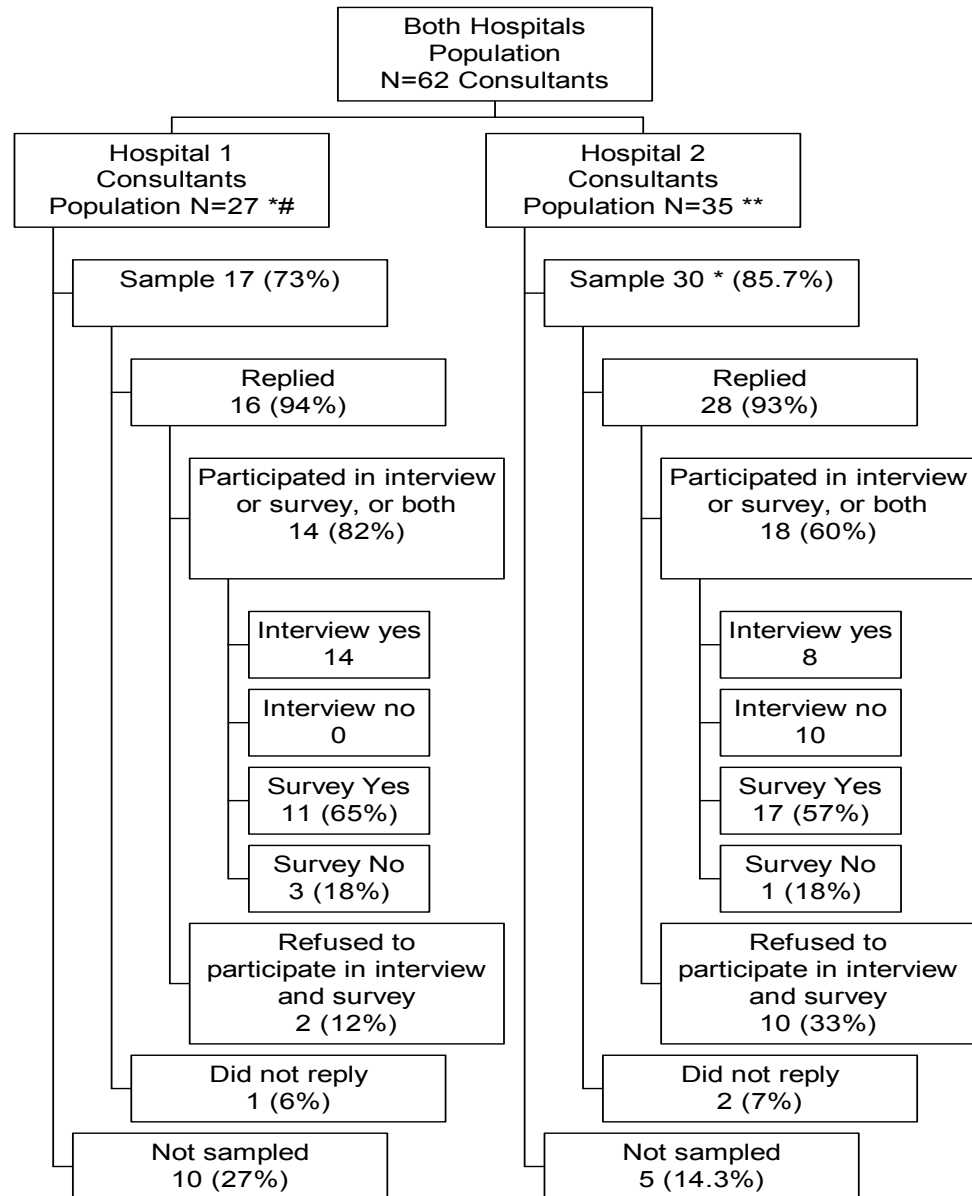 Both Hospitals
Population
N=62 Consultants
Hospital 1
Consultants
Population N=27 *#
Sample 17 (73%)
Replied
16 (94%)
Participated in interview
or survey, or both
14 (82%)
Interview yes
14
Interview no
0
Survey Yes
11 (65%)
Survey No
3 (18%)
Refused to
participate in interview
and survey
2 (12%)
Did not reply
1 (6%)
Not sampled
10 (27%)
Hospital 2
Consultants
Population N=35 **
Sample 30 * (85.7%)
Replied
28 (93%)
Participated in interview
or survey, or both
18 (60%)
Interview yes
8
Interview no
10
Survey Yes
17 (57%)
Survey No
1 (18%)
Refused to
participate in interview
and survey
10 (33%)
Did not reply
2 (7%)
Not sampled
5 (14.3%)